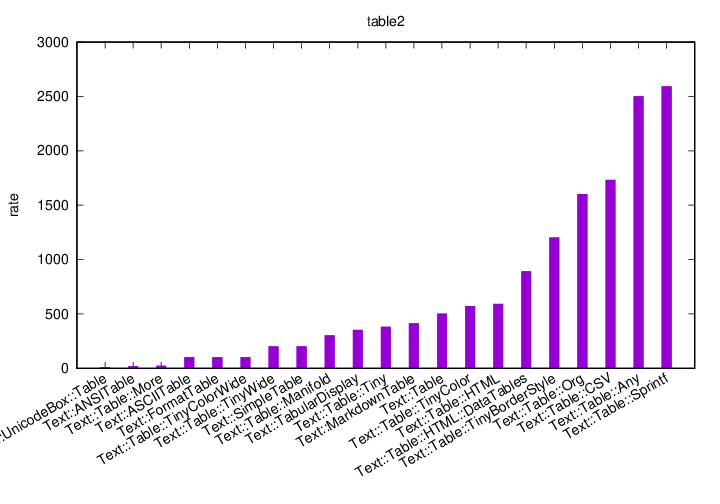 table2
3000
2500
2000
1500
1000
500
0
rate
:UnicodeBox::Table
Text::ANSITable
Text::Table::More
Text::ASCIITable
Text::FormatTable
Text::Table::TinyColorWide
Text::Table::TinyWide
Text::SimpleTable
Text::Table::Manifold
Text::TabularDisplay
Text::Table::Tiny
Text::MarkdownTable
Text::Table
Text::Table::TinyColor
Text::Table::HTML
Text::Table::HTML::DataTables
Text::Table::TinyBorderStyle
Text::Table::Org
Text::Table::CSV
Text::Table::Any
Text::Table::Sprintf